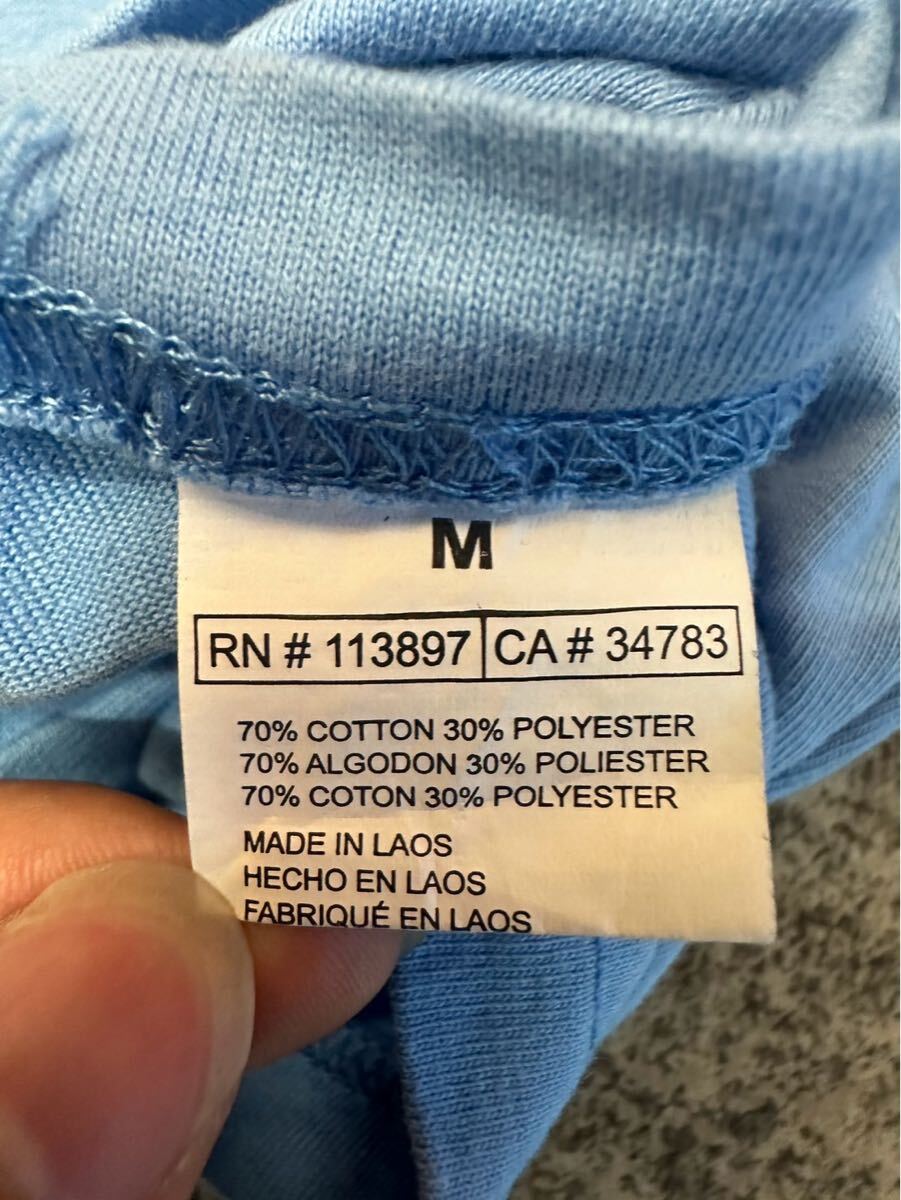 M
RN # 113897 CA # 34783
70% COTTON 30% POLYESTER
70% ALGODON 30% POLIESTER
70% COTON 30% POLYESTER
MADE IN LAOS
HECHO EN LAOS
FABRIQUÉ EN LAOS